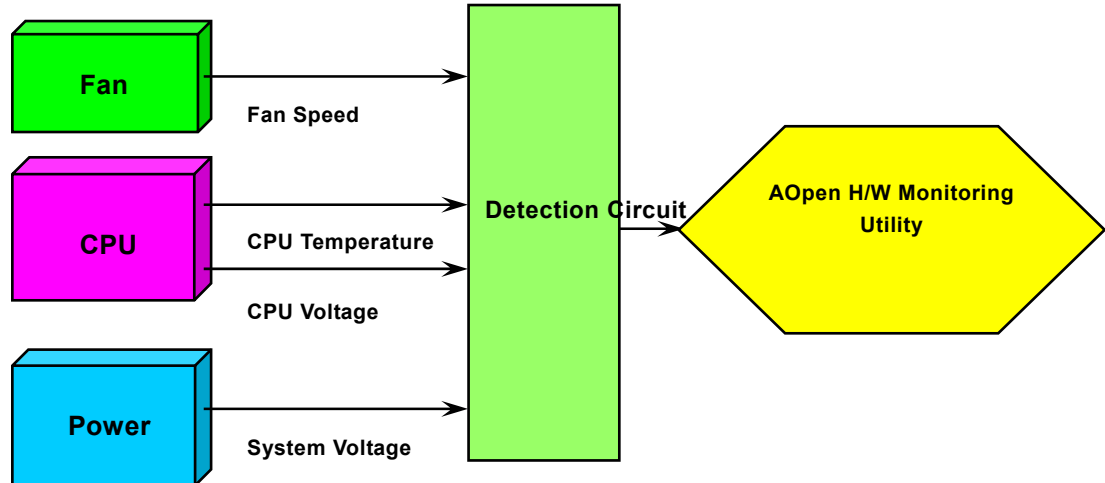 Fan
Fan Speed
CPU
CPU Temperature
CPU Voltage
Power
System Voltage
Detection Circuit
AOpen H/W Monitoring
Utility